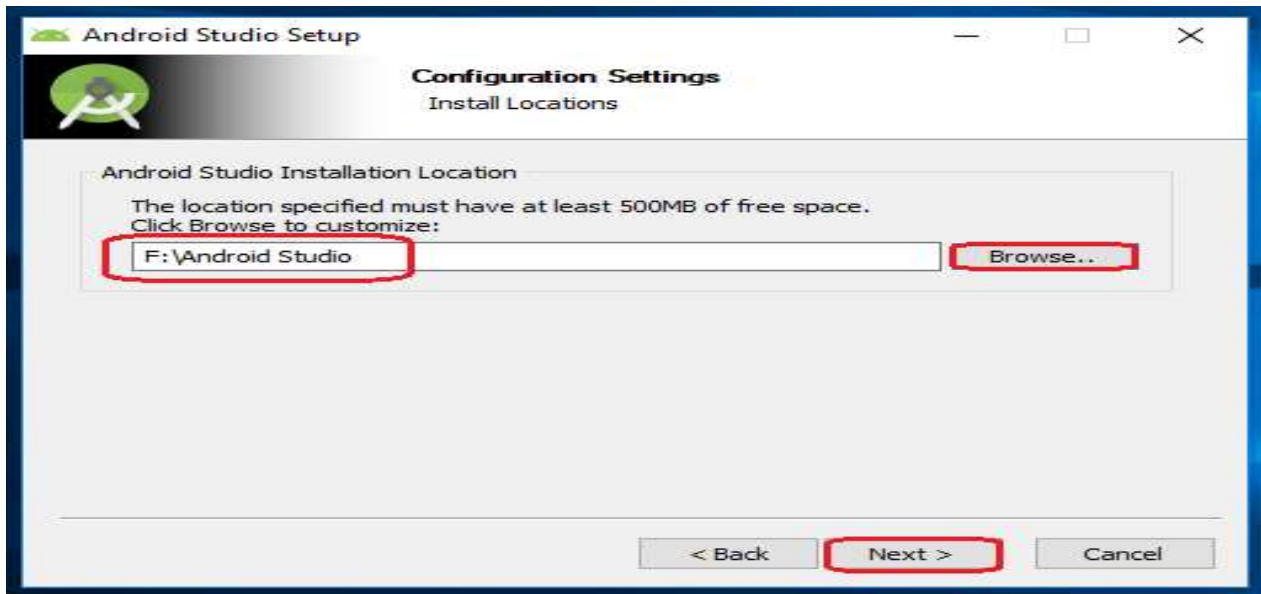 Android Studio Setup
Configuration Settings
Install Locations
Android Studio Installation Location
The location specified must have at least 500MB of free space.
Click Browse to customize:
F:\Android Studio
Browse..
< Back
Next >
Cancel